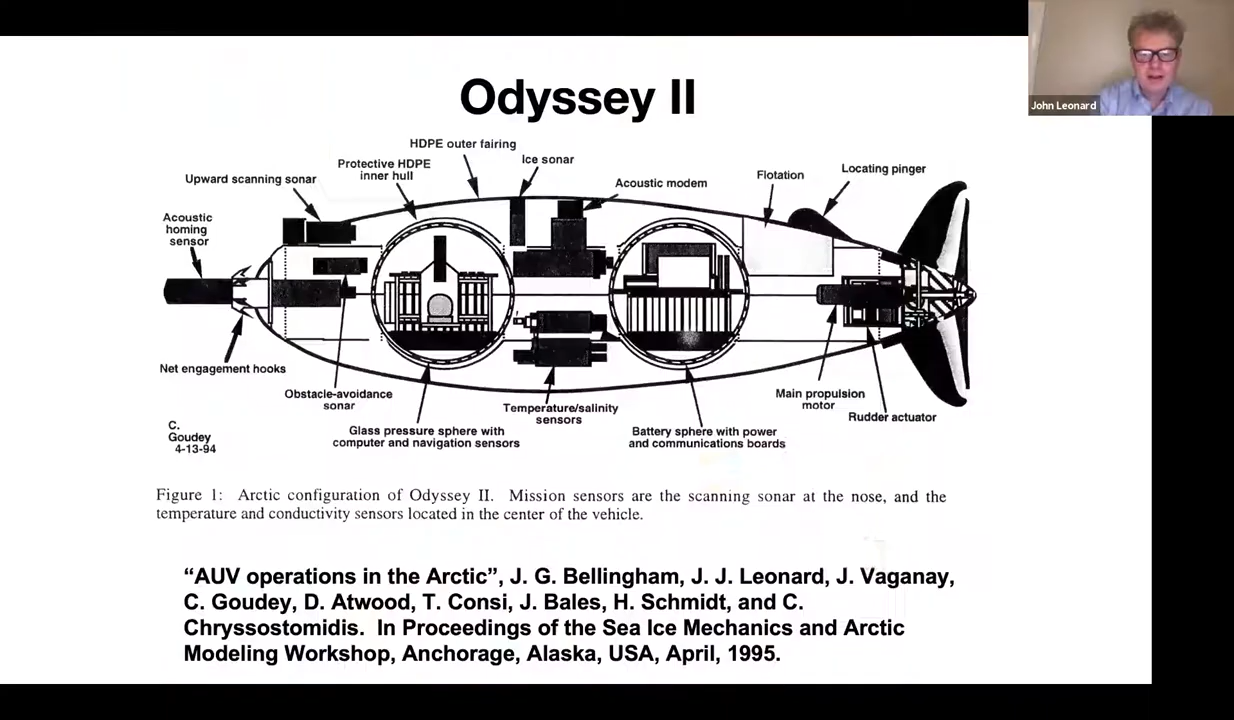 Odyssey II
John Leonard
HDPE outer fairing
Protective HDPE
inner hull
Ice sonar
Upward scanning sonar
Acoustic modem
Flotation
Locating pinger
Acoustic
homing
sensor
Net engagement hooks
Obstacle-avoidance
sonar
Glass pressure sphere with
computer and navigation sensors
Temperature/salinity
sensors
Battery sphere with power
and communications boards
Main propulsion
motor
Rudder actuator
C.
Goudey
4-13-94
Figure 1: Arctic configuration of Odyssey II. Mission sensors are the scanning sonar at the nose, and the
temperature and conductivity sensors located in the center of the vehicle.
“AUV operations in the Arctic”, J. G. Bellingham, J. J. Leonard, J. Vaganay,
C. Goudey, D. Atwood, T. Consi, J. Bales, H. Schmidt, and C.
Chryssostomidis. In Proceedings of the Sea Ice Mechanics and Arctic
Modeling Workshop, Anchorage, Alaska, USA, April, 1995.